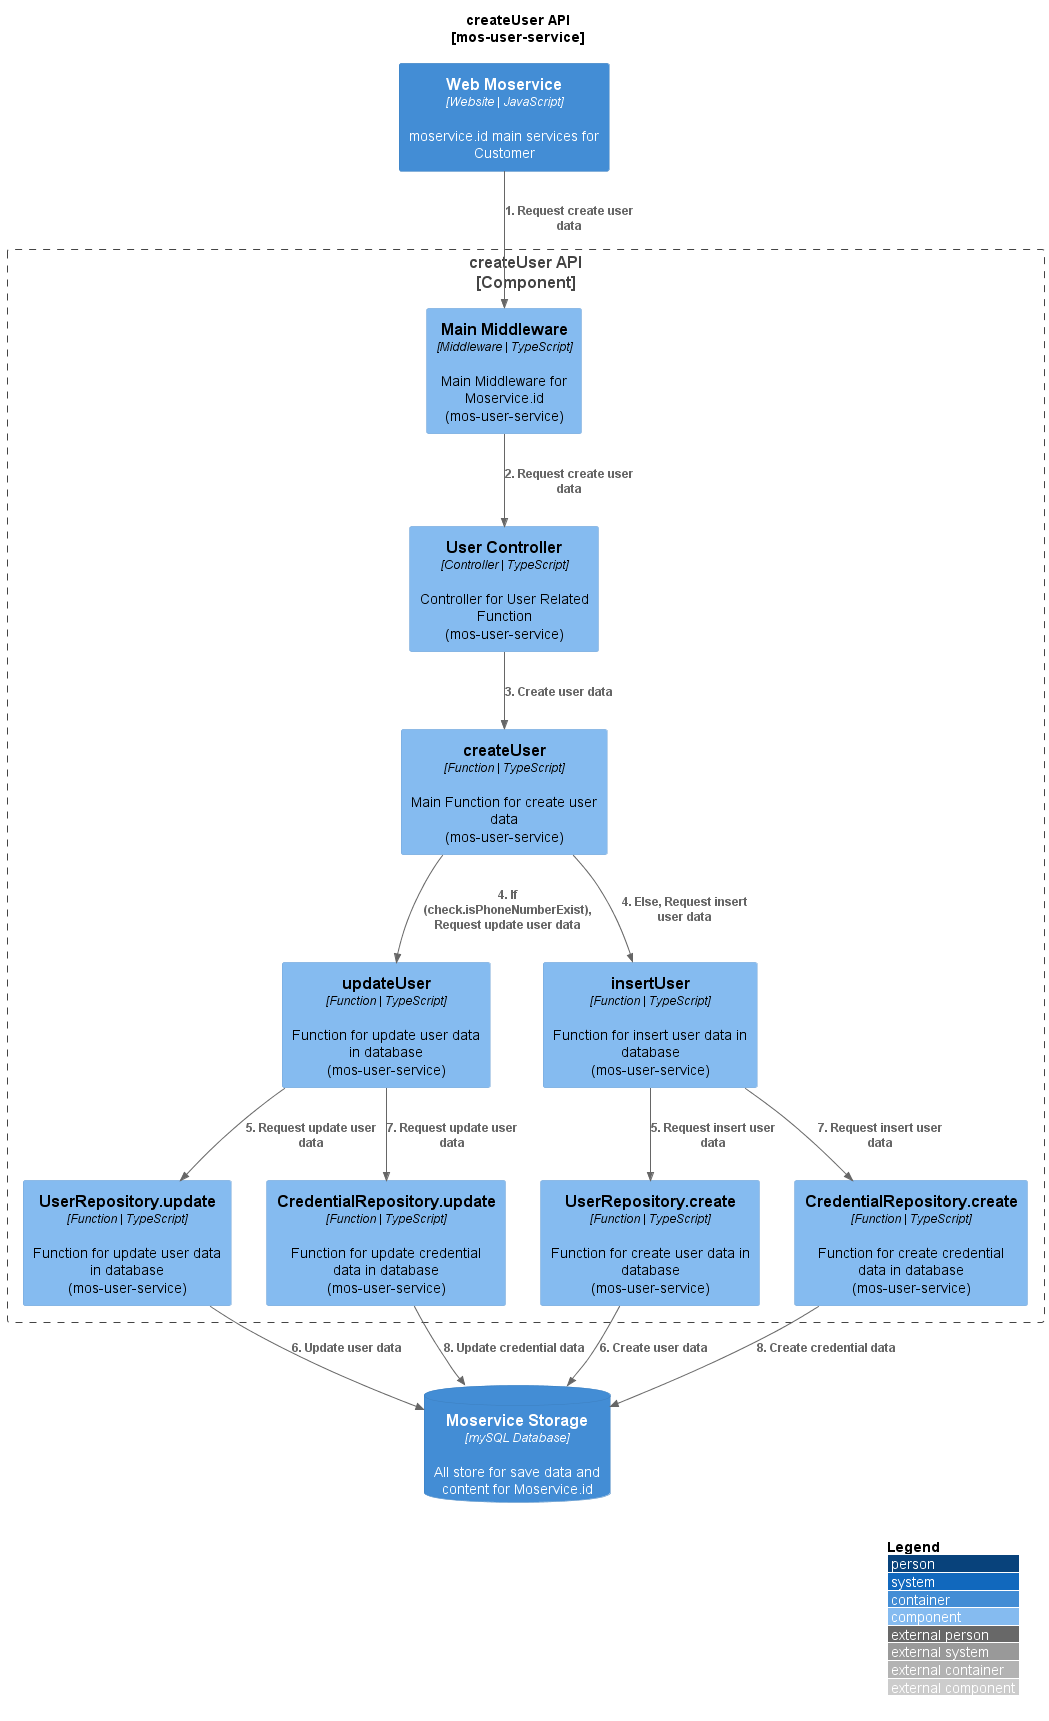 createUser API
[mos-user-service]
Web Moservice
[Website | JavaScript]
moservice.id main services for
Customer
1. Request create user
data
createUser API
[Component]
Main Middleware
[Middleware | TypeScript]
Main Middleware for
Moservice.id
(mos-user-service)
2. Request create user
data
User Controller
[Controller | TypeScript]
Controller for User Related
Function
(mos-user-service)
3. Create user data
createUser
[Function | TypeScript]
Main Function for create user
data
(mos-user-service)
4. If
(check.isPhoneNumberExist),
Request update user data
4. Else, Request insert
user data
updateUser
[Function | TypeScript]
Function for update user data
in database
(mos-user-service)
insertUser
[Function | TypeScript]
Function for insert user data in
database
(mos-user-service)
5. Request update user
data
7. Request update user
data
5. Request insert user
data
7. Request insert user
data
UserRepository.update
[Function | TypeScript]
Function for update user data
in database
(mos-user-service)
CredentialRepository.update
[Function | TypeScript]
Function for update credential
data in database
(mos-user-service)
UserRepository.create
[Function | TypeScript]
Function for create user data in
database
(mos-user-service)
CredentialRepository.create
[Function | TypeScript]
Function for create credential
data in database
(mos-user-service)
6. Update user data
8. Update credential data
6. Create user data
8. Create credential data
Moservice Storage
[mySQL Database]
All store for save data and
content for Moservice.id
Legend
person
system
container
component
external person
external system
external container
external component